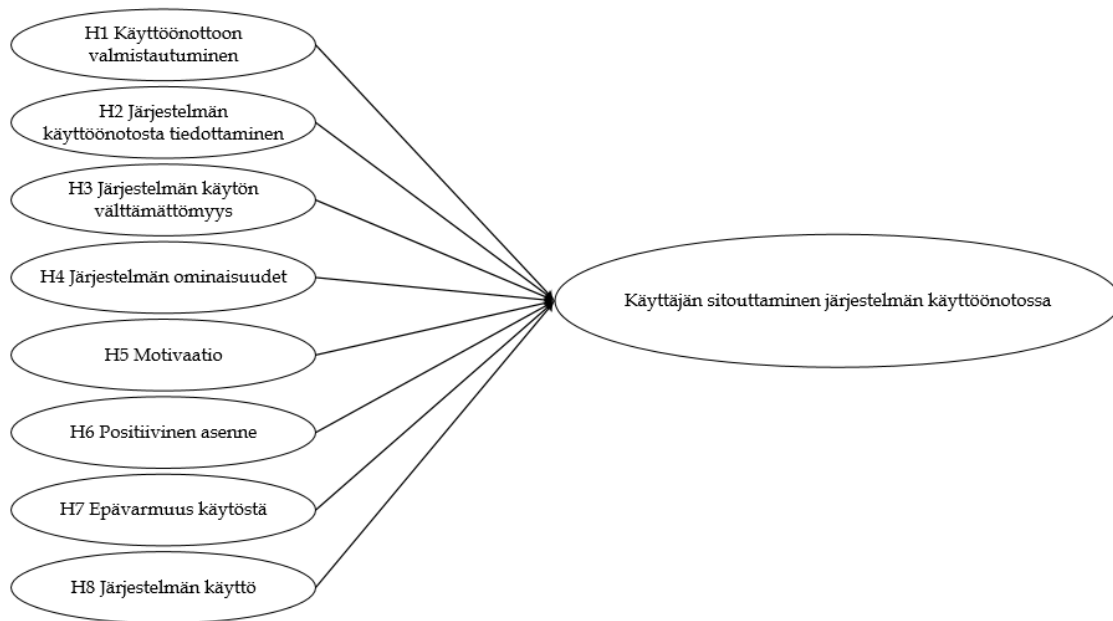 H1 Käyttöönottoon
valmistautuminen
H2 Järjestelmän
käyttöönotosta tiedottaminen
H3 Järjestelmän käytön
välttämättömyys
H4 Järjestelmän ominaisuudet
H5 Motivaatio
H6 Positiivinen asenne
H7 Epävarmuus käytöstä
H8 Järjestelmän käyttö
Käyttäjän sitouttaminen järjestelmän käyttöönotossa